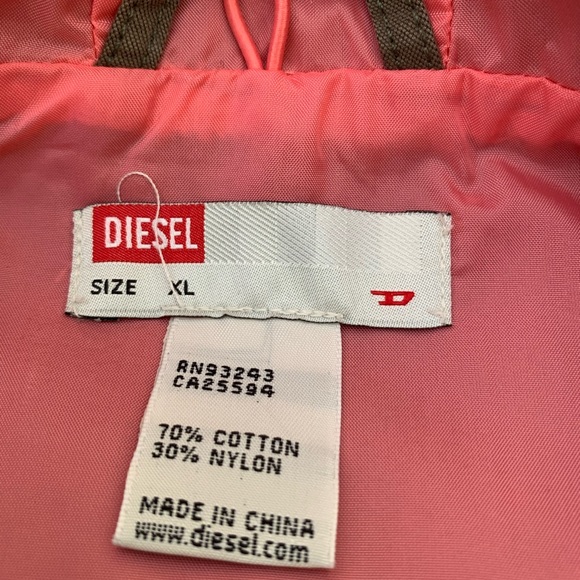 DIESEL
SIZE XL
D
RN93243
CA25594
70% COTTON
30% NYLON
MADE IN CHINA
www.diesel.com